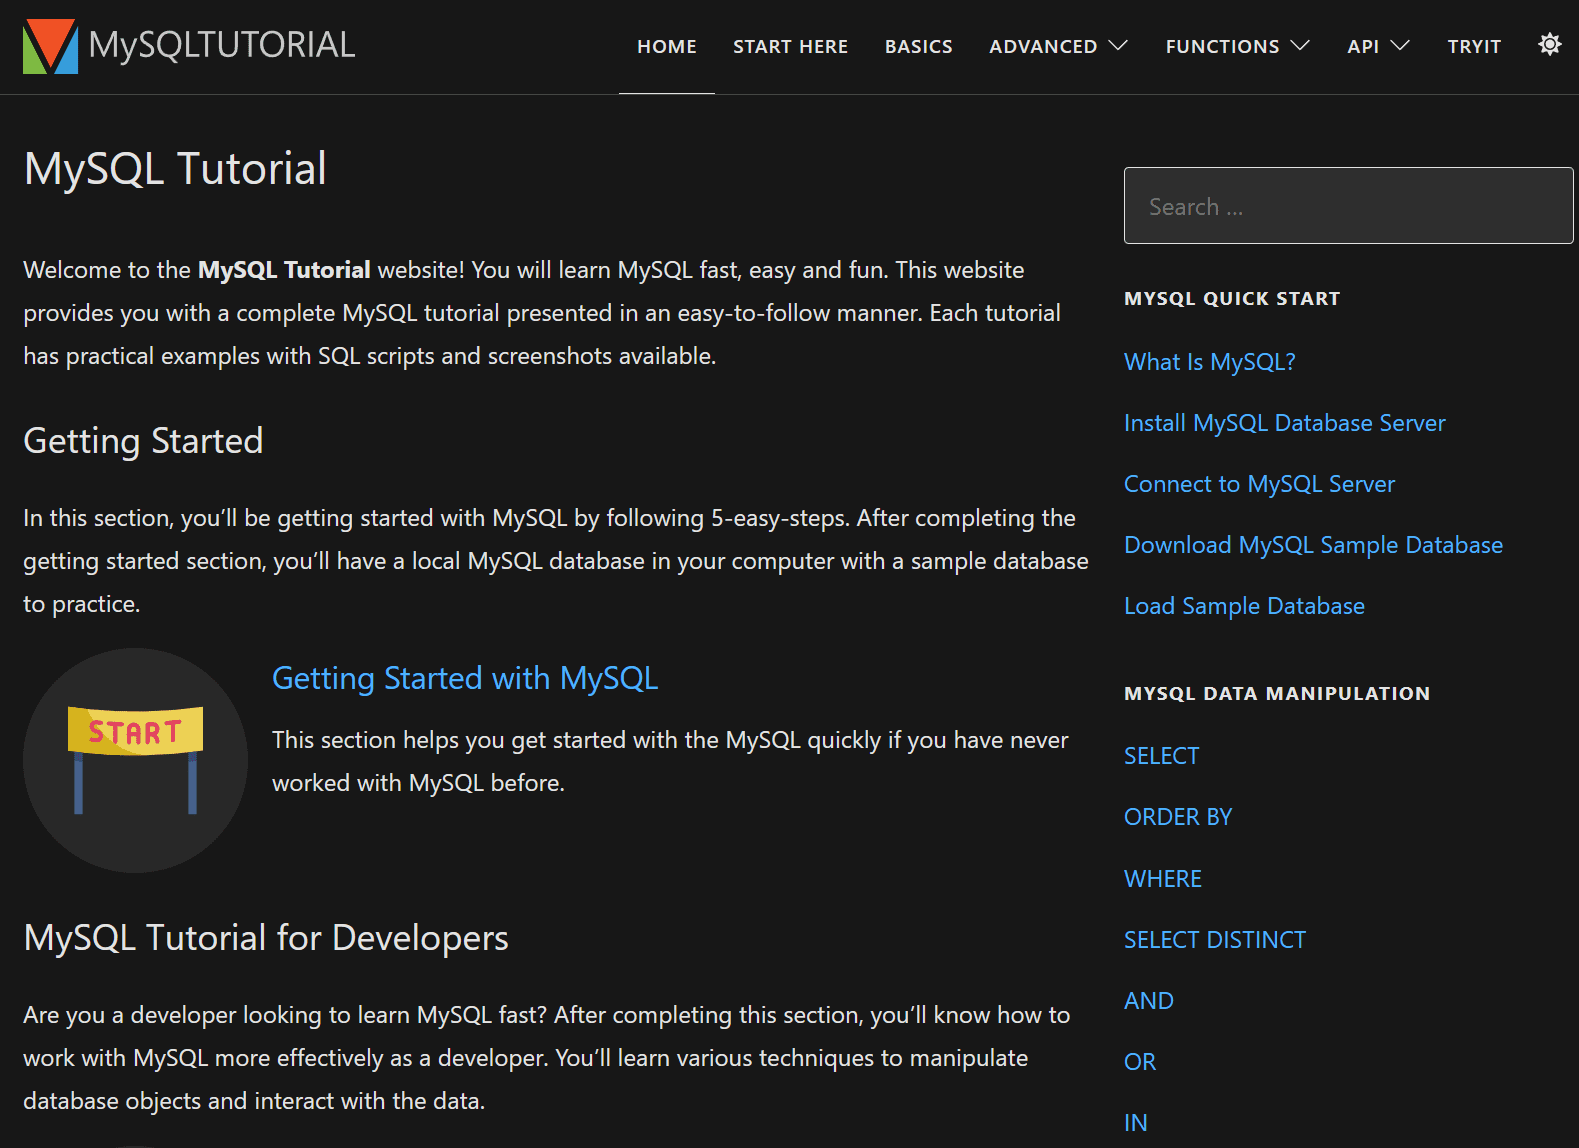 MySQLTUTORIAL
HOME
START HERE
BASICS
ADVANCED
FUNCTIONS
API
TRYIT
MySQL Tutorial
Welcome to the MySQL Tutorial website! You will learn MySQL fast, easy and fun. This website
provides you with a complete MySQL tutorial presented in an easy-to-follow manner. Each tutorial
has practical examples with SQL scripts and screenshots available.
Getting Started
In this section, you’ll be getting started with MySQL by following 5-easy-steps. After completing the
getting started section, you’ll have a local MySQL database in your computer with a sample database
to practice.
START
Getting Started with MySQL
This section helps you get started with the MySQL quickly if you have never
worked with MySQL before.
MySQL Tutorial for Developers
Are you a developer looking to learn MySQL fast? After completing this section, you’ll know how to
work with MySQL more effectively as a developer. You’ll learn various techniques to manipulate
database objects and interact with the data.
Search …
MYSQL QUICK START
What Is MySQL?
Install MySQL Database Server
Connect to MySQL Server
Download MySQL Sample Database
Load Sample Database
MYSQL DATA MANIPULATION
SELECT
ORDER BY
WHERE
SELECT DISTINCT
AND
OR
IN